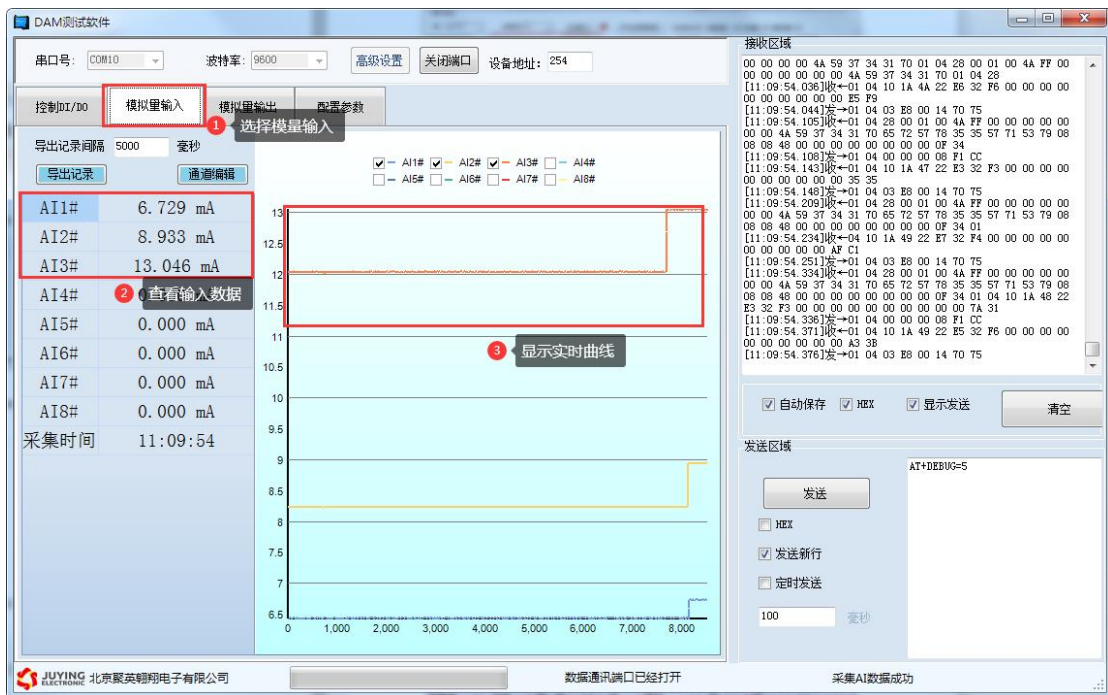 DAM测试软件
串口号: COM10 波特率: 9600 高级设置 关闭端口 设备地址: 254
控制DI/DO 模拟里输入 模拟里输出 配置参数
1 选择模量输入
导出记录间隔 5000 毫秒
导出记录 通道编辑
AI1# 6.729 mA
AI2# 8.933 mA
AI3# 13.046 mA
AI4#
2 查看输入数据
AI5# 0.000 mA
AI6# 0.000 mA
AI7# 0.000 mA
AI8# 0.000 mA
采集时间 11:09:54
AI1# AI2# AI3# AI4#
AI5# AI6# AI7# AI8#
13
12.5
12
11.5
11
3 显示实时曲线
10.5
10
9.5
9
8.5
8
7.5
7
6.5
0 1,000 2,000 3,000 4,000 5,000 6,000 7,000 8,000
接收区域
00 00 00 00 4A 59 37 34 31 70 01 04 28 00 01 00 4A FF 00
00 00 00 00 00 00 4A 59 37 34 31 70 01 04 28
[11:09:54.036]收←01 04 10 1A 4A 22 E6 32 F6 00 00 00 00
00 00 00 00 00 00 E5 F9
[11:09:54.044]发→01 04 03 E8 00 14 70 75
[11:09:54.105]收←01 04 28 00 01 00 4A FF 00 00 00 00 00
00 00 4A 59 37 34 31 70 65 72 57 78 35 35 57 71 53 79 08
08 08 48 00 00 00 00 00 00 00 00 0F 34
[11:09:54.108]发→01 04 00 00 00 08 F1 CC
[11:09:54.143]收←01 04 10 1A 47 22 E3 32 F3 00 00 00 00
00 00 00 00 00 00 35 35
[11:09:54.148]发→01 04 03 E8 00 14 70 75
[11:09:54.209]收←01 04 28 00 01 00 4A FF 00 00 00 00 00
00 00 4A 59 37 34 31 70 65 72 57 78 35 35 57 71 53 79 08
08 08 48 00 00 00 00 00 00 00 00 0F 34 01
[11:09:54.234]收←04 10 1A 49 22 E7 32 F4 00 00 00 00 00
00 00 00 00 00 AF C1
[11:09:54.251]发→01 04 03 E8 00 14 70 75
[11:09:54.334]收←01 04 28 00 01 00 4A FF 00 00 00 00 00
00 00 4A 59 37 34 31 70 65 72 57 78 35 35 57 71 53 79 08
08 08 48 00 00 00 00 00 00 00 00 0F 34 01 04 10 1A 48 22
E3 32 F3 00 00 00 00 00 00 00 00 00 00 7A 31
[11:09:54.336]发→01 04 00 00 00 08 F1 CC
[11:09:54.371]收←01 04 10 1A 49 22 E5 32 F6 00 00 00 00
00 00 00 00 00 00 A3 3B
[11:09:54.376]发→01 04 03 E8 00 14 70 75
自动保存 HEX 显示发送 清空
发送区域
AT+DEBUG=5
发送
HEX
发送新行
定时发送
100 毫秒
JUYING ELECTRONIC 北京聚英翱翔电子有限公司 数据通讯端口已经打开 采集AI数据成功